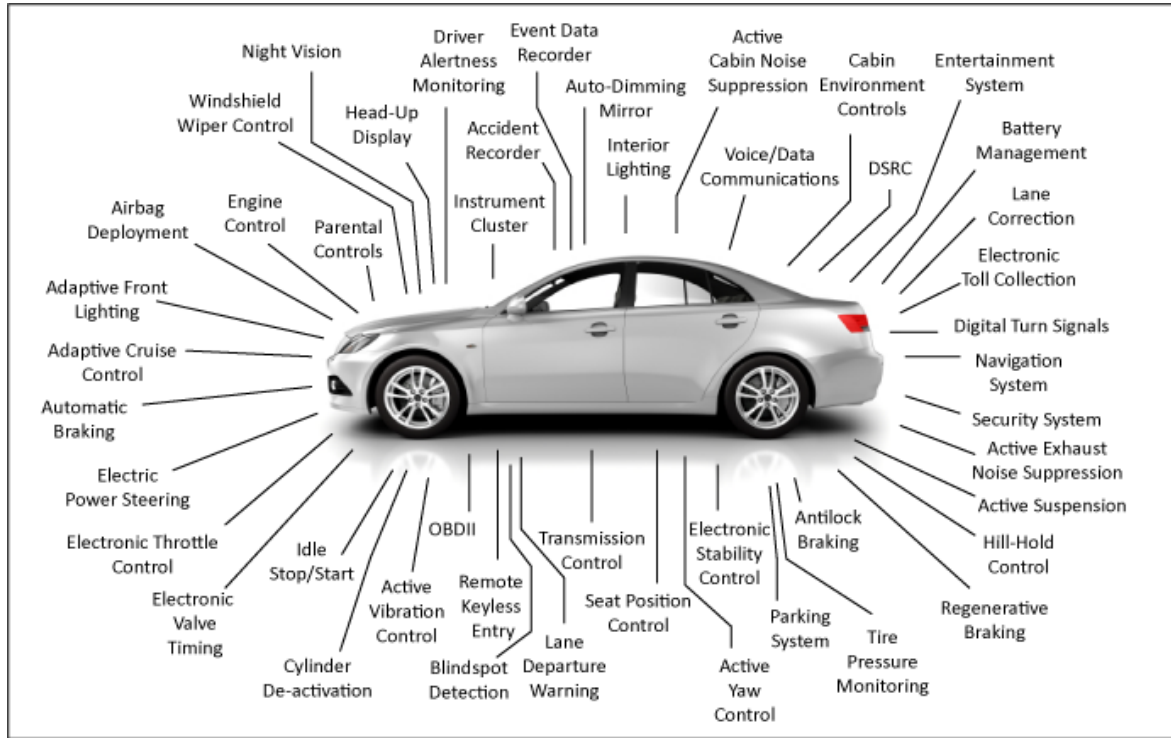 Night Vision
Driver
Alertness
Monitoring
Event Data
Recorder
Active
Cabin Noise
Suppression
Cabin
Environment
Controls
Entertainment
System
Windshield
Wiper Control
Head-Up
Display
Accident
Recorder
Auto-Dimming
Mirror
Interior
Lighting
Voice/Data
Communications
DSRC
Battery
Management
Airbag
Deployment
Engine
Control
Parental
Controls
Instrument
Cluster
Lane
Correction
Electronic
Toll Collection
Adaptive Front
Lighting
Digital Turn Signals
Adaptive Cruise
Control
Navigation
System
Automatic
Braking
Security System
Electric
Power Steering
Active Exhaust
Noise Suppression
Active Suspension
Electronic Throttle
Control
Idle
Stop/Start
OBDII
Transmission
Control
Electronic
Stability
Control
Antilock
Braking
Hill-Hold
Control
Electronic
Valve
Timing
Active
Vibration
Control
Remote
Keyless
Entry
Seat Position
Control
Parking
System
Regenerative
Braking
Cylinder
De-activation
Blindspot
Detection
Lane
Departure
Warning
Active
Yaw
Control
Tire
Pressure
Monitoring